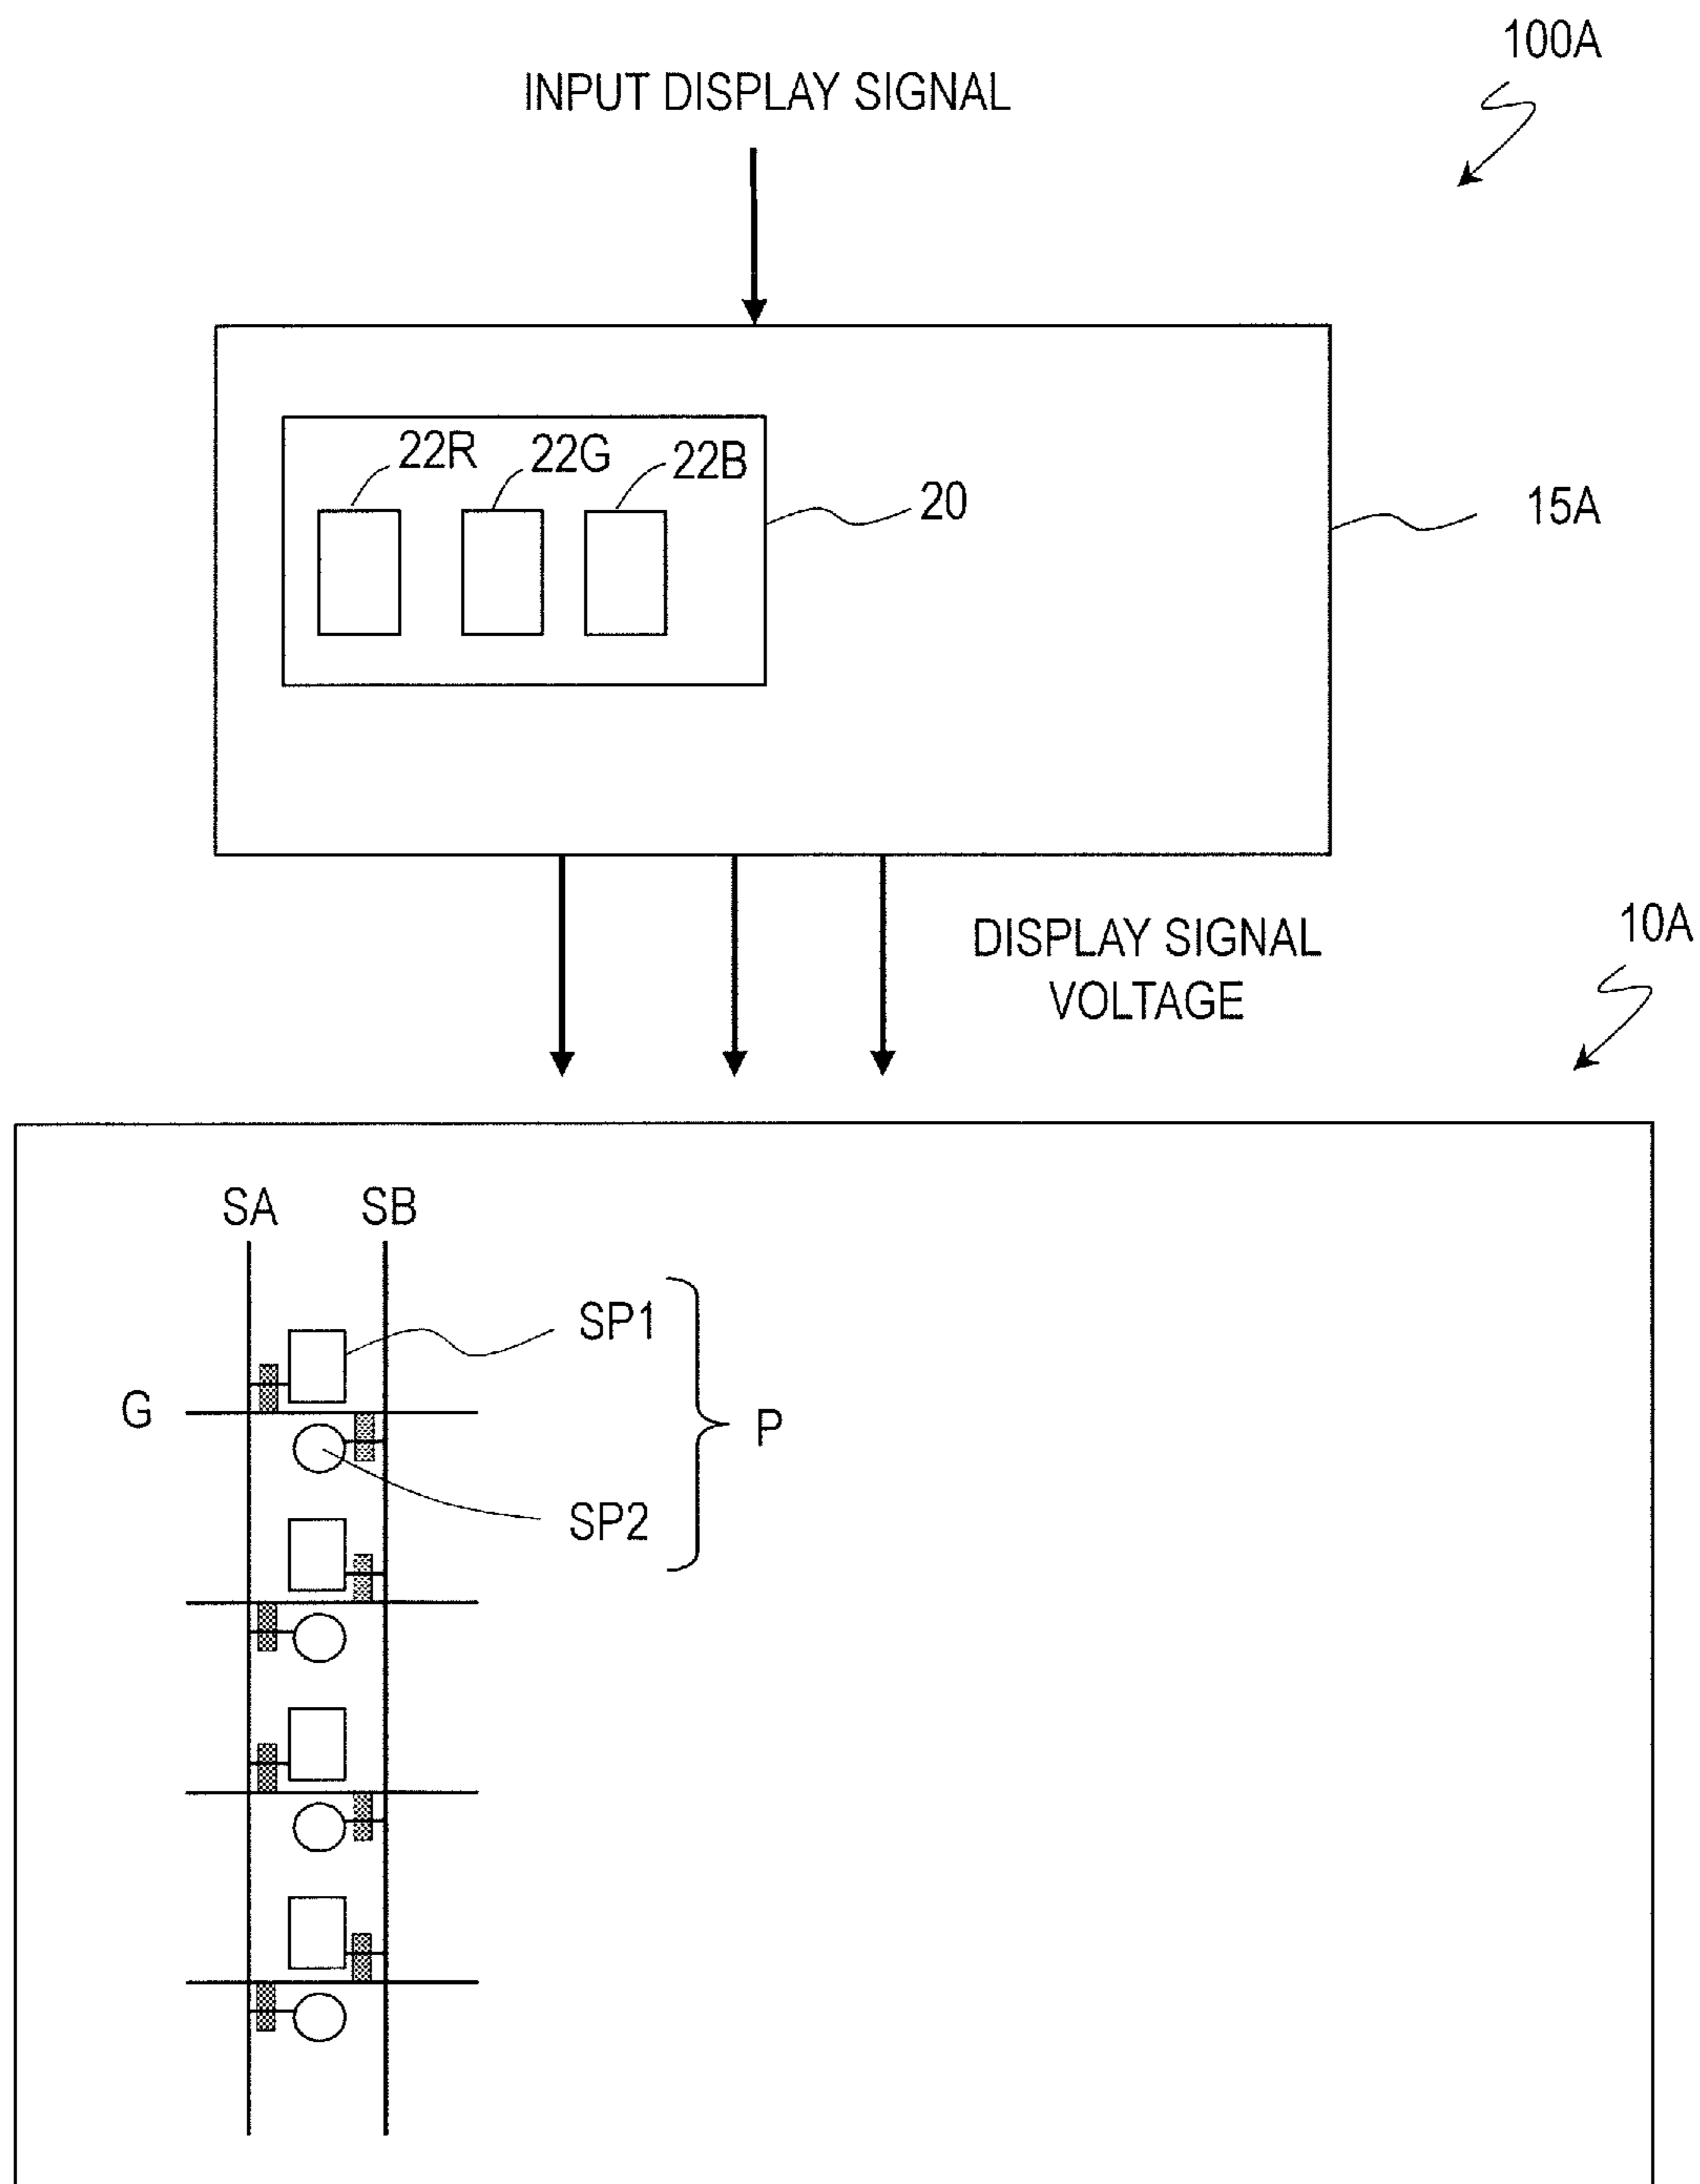 100A
INPUT DISPLAY SIGNAL
22R
22G
22B
20
15A
DISPLAY SIGNAL
VOLTAGE
10A
SA
SB
SP1
G
P
SP2